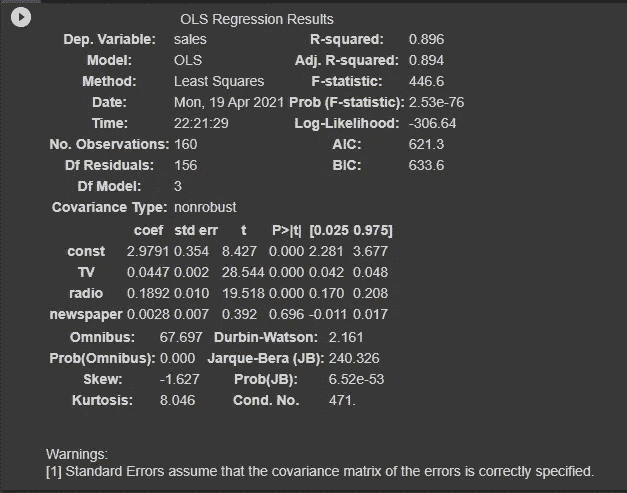 OLS Regression Results
Dep. Variable: sales R-squared: 0.896
Model: OLS Adj. R-squared: 0.894
Method: Least Squares F-statistic: 446.6
Date: Mon, 19 Apr 2021 Prob (F-statistic): 2.53e-76
Time: 22:21:29 Log-Likelihood: -306.64
No. Observations: 160 AIC: 621.3
Df Residuals: 156 BIC: 633.6
Df Model: 3
Covariance Type: nonrobust
coef std err t P>|t| [0.025 0.975]
const 2.9791 0.354 8.427 0.000 2.281 3.677
TV 0.0447 0.002 28.544 0.000 0.042 0.048
radio 0.1892 0.010 19.518 0.000 0.170 0.208
newspaper 0.0028 0.007 0.392 0.696 -0.011 0.017
Omnibus: 67.697 Durbin-Watson: 2.161
Prob(Omnibus): 0.000 Jarque-Bera (JB): 240.326
Skew: -1.627 Prob(JB): 6.52e-53
Kurtosis: 8.046 Cond. No. 471.
Warnings:
[1] Standard Errors assume that the covariance matrix of the errors is correctly specified.